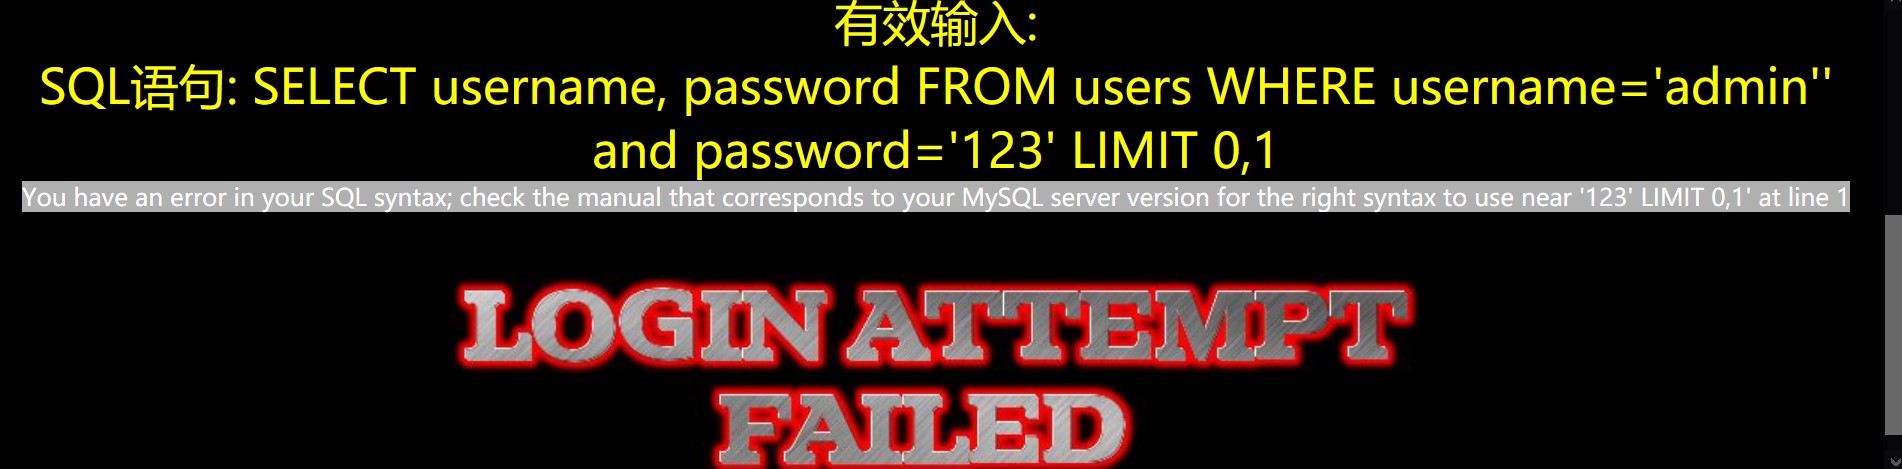 有效输入:
SQL语句: SELECT username, password FROM users WHERE username='admin''
and password='123' LIMIT 0,1
You have an error in your SQL syntax; check the manual that corresponds to your MySQL server version for the right syntax to use near '123' LIMIT 0,1' at line 1
LOGIN ATTEMPT
FAILED